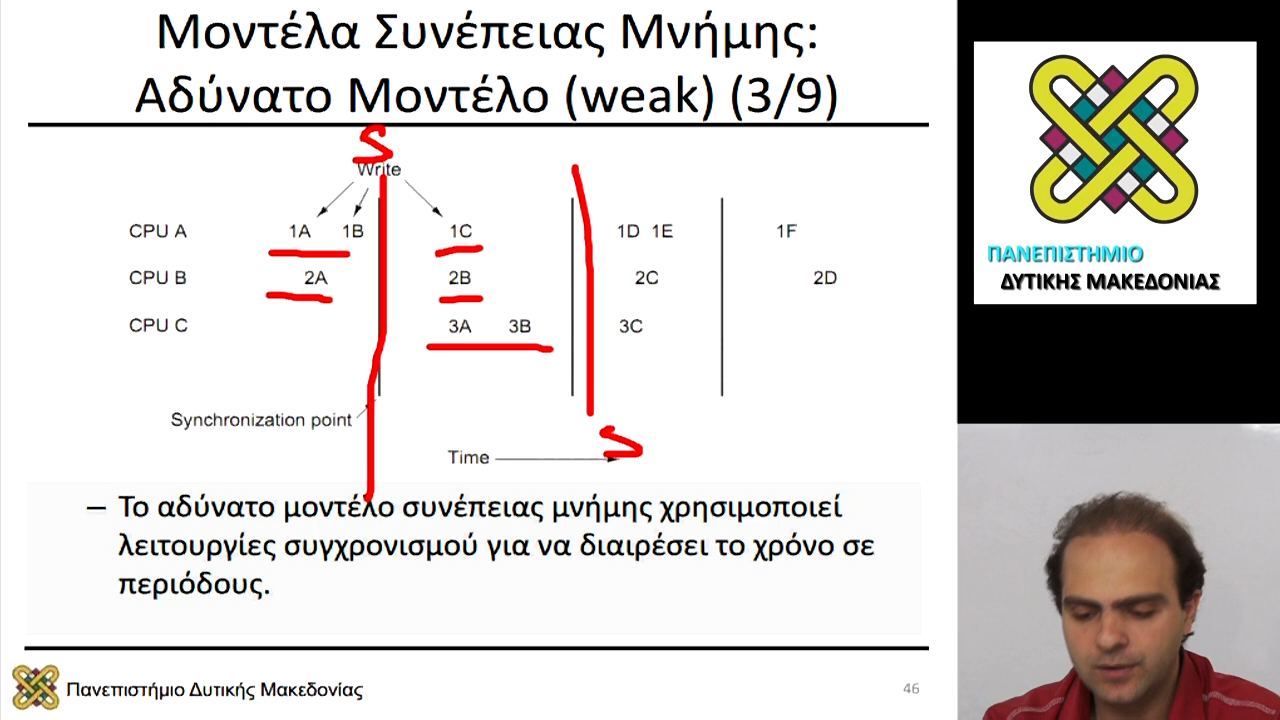 Μοντέλα Συνέπειας Μνήμης:
Αδύνατο Μοντέλο (weak) (3/9)
S
Write
CPU A 1A 1B 1C 1D 1E 1F
CPU B 2A 2B 2C 2D
CPU C 3A 3B 3C
Synchronization point
S
Time
– Το αδύνατο μοντέλο συνέπειας μνήμης χρησιμοποιεί
λειτουργίες συγχρονισμού για να διαιρέσει το χρόνο σε
περιόδους.
Πανεπιστήμιο Δυτικής Μακεδονίας
46
ΠΑΝΕΠΙΣΤΗΜΙΟ
ΔΥΤΙΚΗΣ ΜΑΚΕΔΟΝΙΑΣ